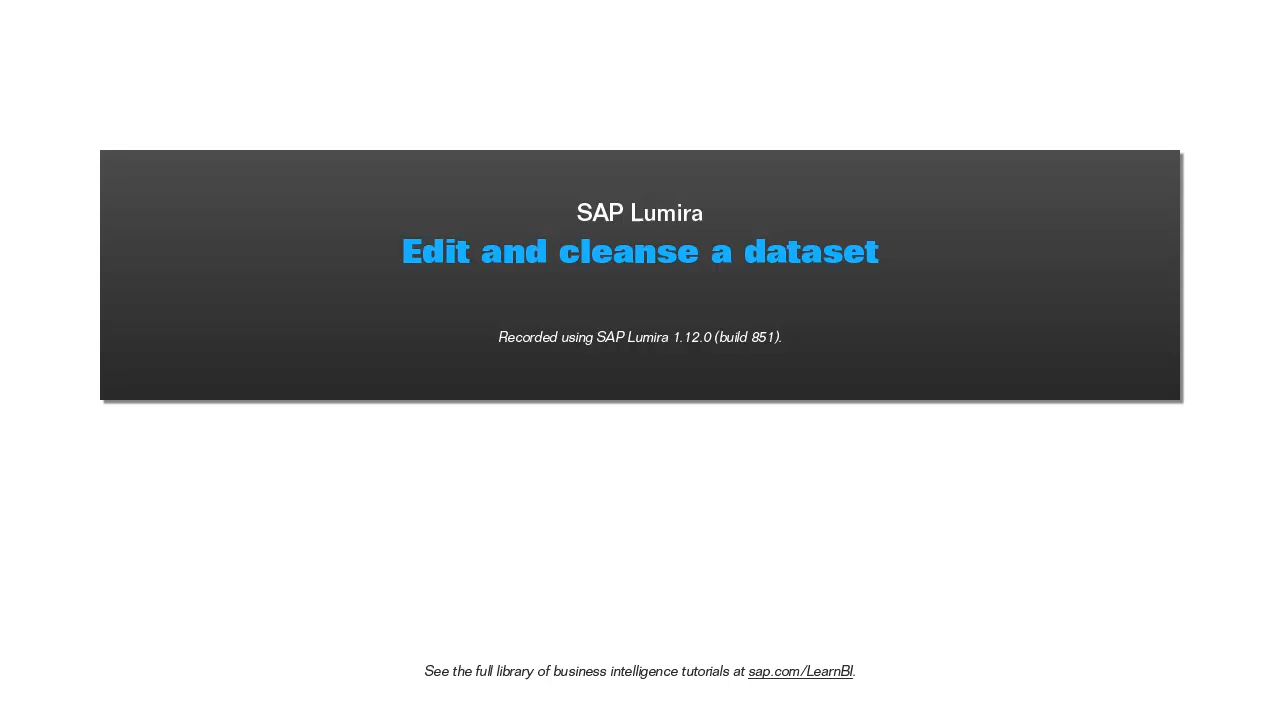 SAP Lumira
Edit and cleanse a dataset
Recorded using SAP Lumira 1.12.0 (build 851).
See the full library of business intelligence tutorials at sap.com/LearnBI.